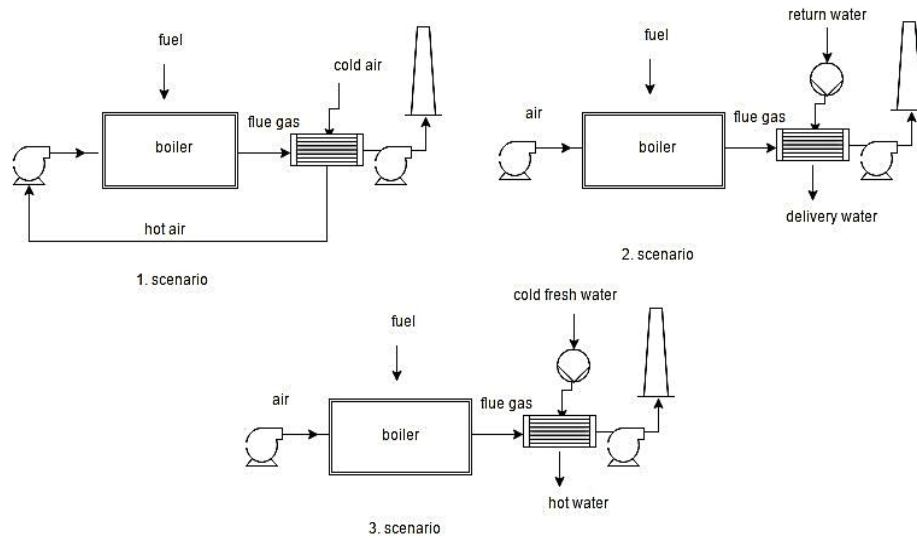 fuel
cold air
flue gas
boiler
hot air
1. scenario
return water
fuel
air
flue gas
boiler
delivery water
2. scenario
cold fresh water
fuel
air
flue gas
boiler
hot water
3. scenario